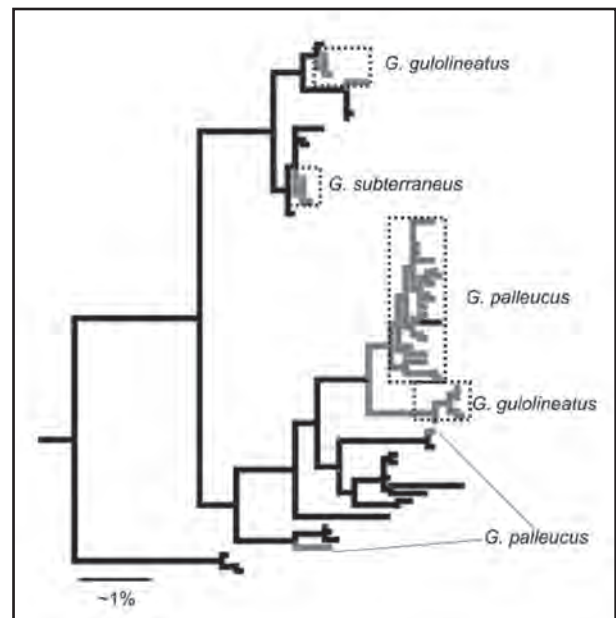 G. gulolineatus
G. subterraneus
G. palleucus
G. gulolineatus
G. palleucus
~1%